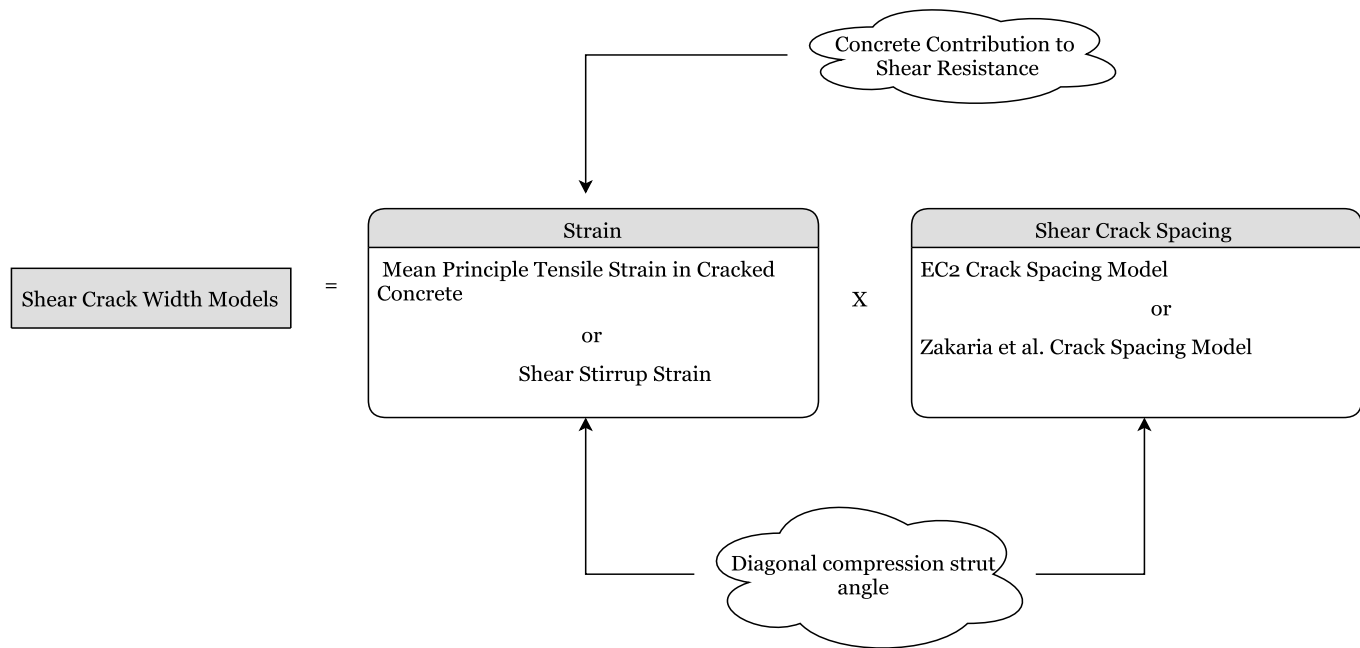 Concrete Contribution to
Shear Resistance
Strain
Shear Crack Spacing
Mean Principle Tensile Strain in Cracked
Concrete
or
Shear Stirrup Strain
EC2 Crack Spacing Model
or
Zakaria et al. Crack Spacing Model
Shear Crack Width Models
=
X
Diagonal compression strut
angle